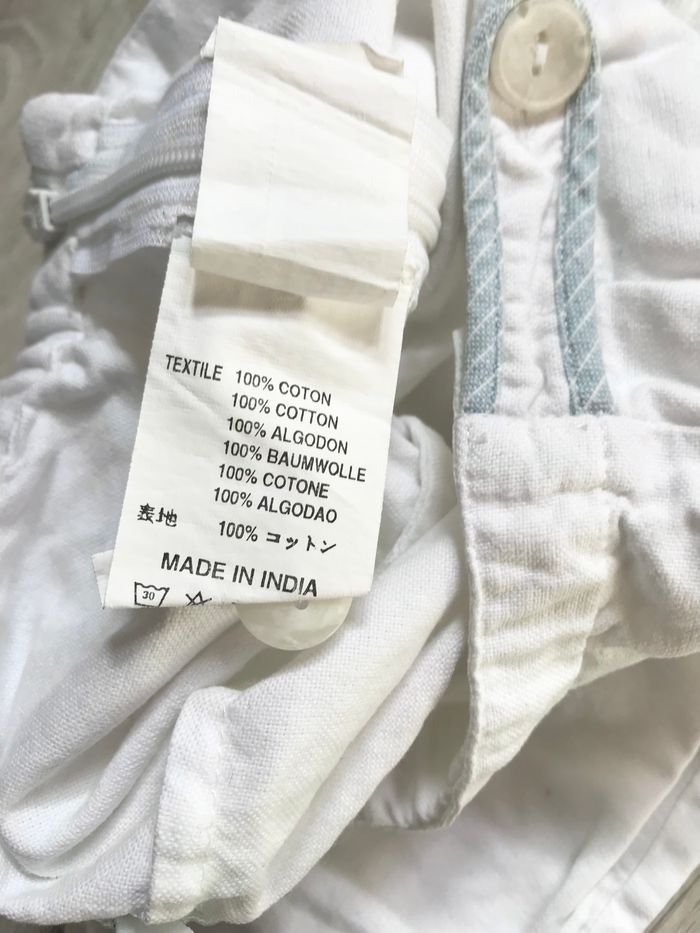 TEXTILE 100% COTON
100% COTTON
100% ALGODON
100% BAUMWOLLE
100% COTONE
100% ALGODAO
表地 100% コットン
MADE IN INDIA
30